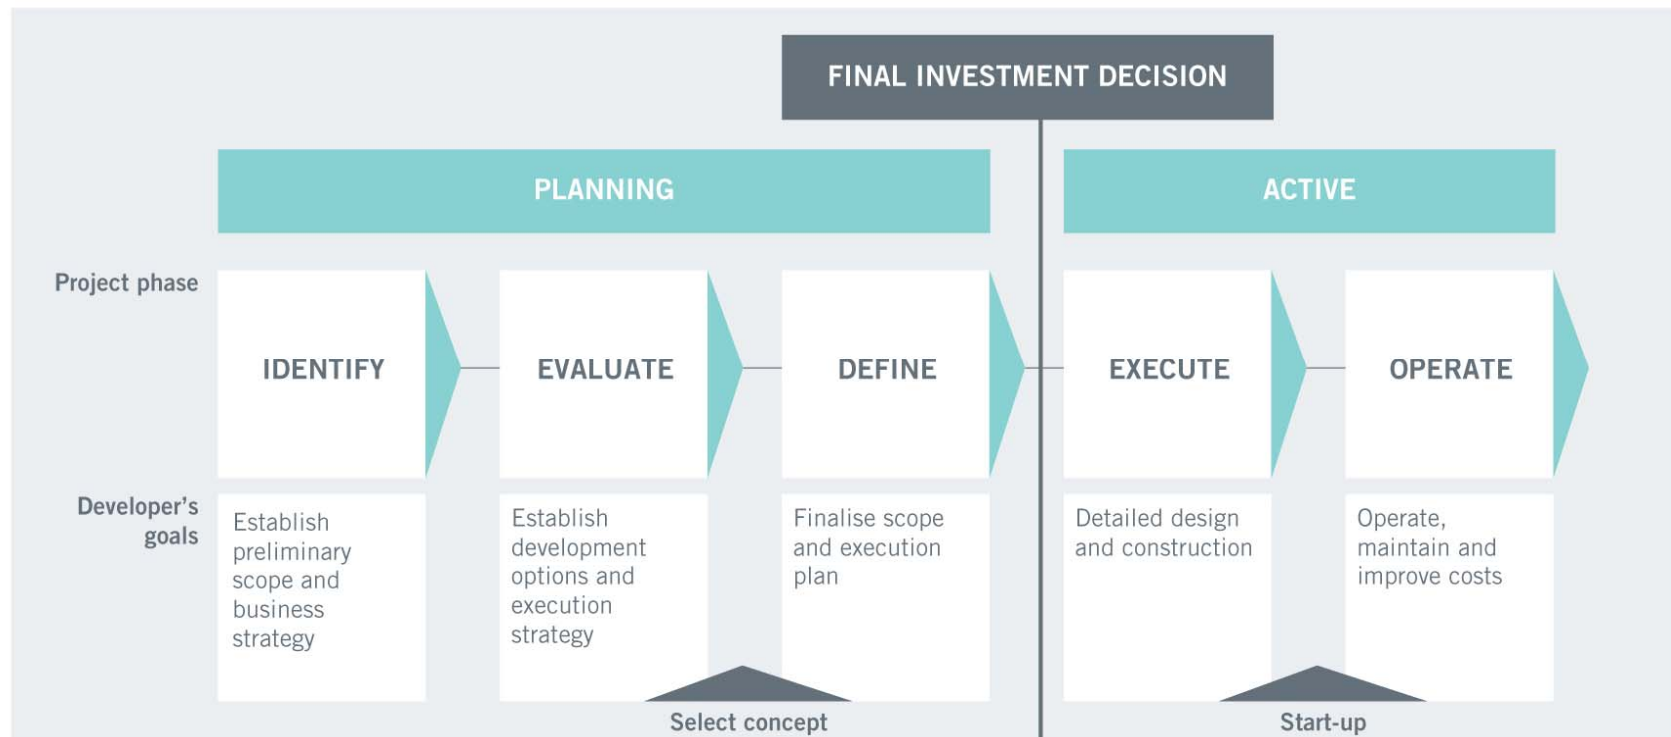 FINAL INVESTMENT DECISION
PLANNING
ACTIVE
Project phase
IDENTIFY
EVALUATE
DEFINE
EXECUTE
OPERATE
Developer’s
goals
Establish
preliminary
scope and
business
strategy
Establish
development
options and
execution
strategy
Finalise scope
and execution
plan
Detailed design
and construction
Operate,
maintain and
improve costs
Select concept
Start-up